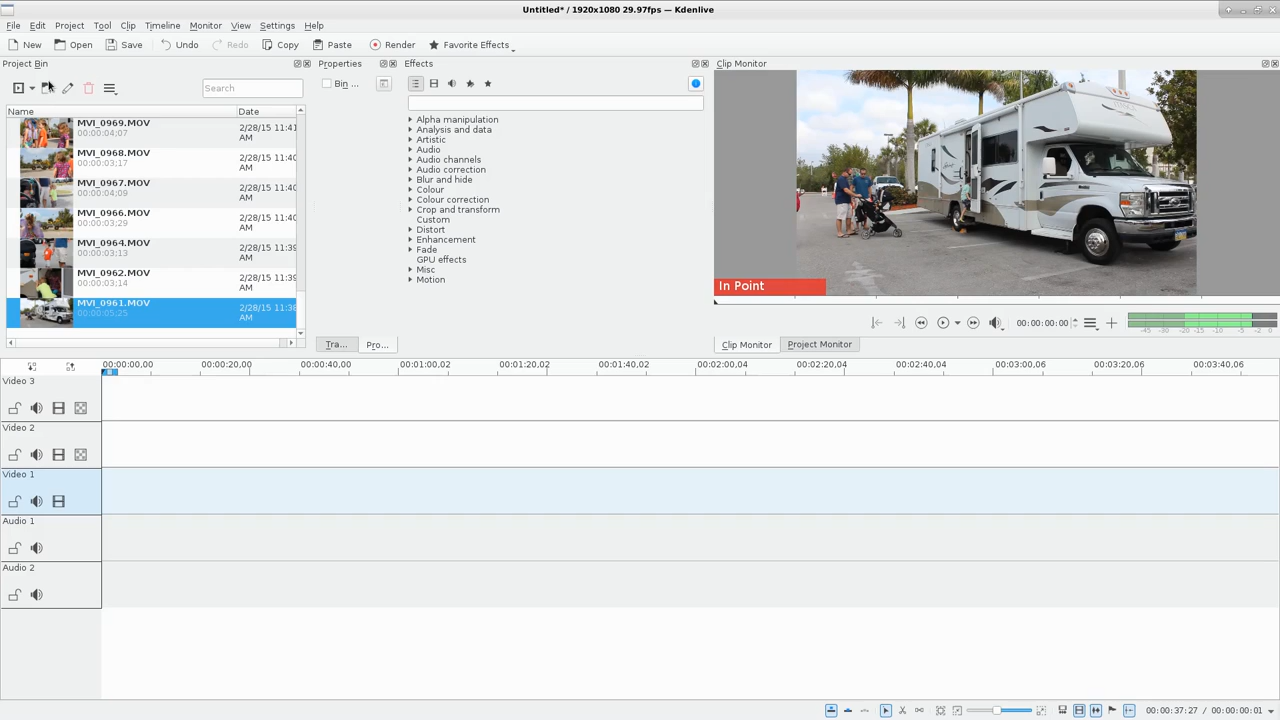 Untitled* / 1920x1080 29.97fps — Kdenlive
File Edit Project Tool Clip Timeline Monitor View Settings Help
New Open Save Undo Redo Copy Paste Render Favorite Effects
Project Bin
Properties
Effects
Clip Monitor
Search
Bin ...
Name
Date
MVI_0969.MOV
00:00:04;07
2/28/15 11:41 AM
MVI_0968.MOV
00:00:03;17
2/28/15 11:40 AM
MVI_0967.MOV
00:00:04;09
2/28/15 11:40 AM
MVI_0966.MOV
00:00:03;29
2/28/15 11:40 AM
MVI_0964.MOV
00:00:03;13
2/28/15 11:39 AM
MVI_0962.MOV
00:00:03;14
2/28/15 11:39 AM
MVI_0961.MOV
00:00:05;25
2/28/15 11:38 AM
Alpha manipulation
Analysis and data
Artistic
Audio
Audio channels
Audio correction
Blur and hide
Colour
Colour correction
Crop and transform
Custom
Distort
Enhancement
Fade
GPU effects
Misc
Motion
In Point
00:00:00;00
-45 -30 -20 -15 -10 -5 -2 0
Tra... Pro...
Clip Monitor Project Monitor
00:00:00,00 00:00:20,00 00:00:40,00 00:01:00,02 00:01:20,02 00:01:40,02 00:02:00,04 00:02:20,04 00:02:40,04 00:03:00,06 00:03:20,06 00:03:40,06
Video 3
Video 2
Video 1
Audio 1
Audio 2
00:00:37:27 / 00:00:00:01